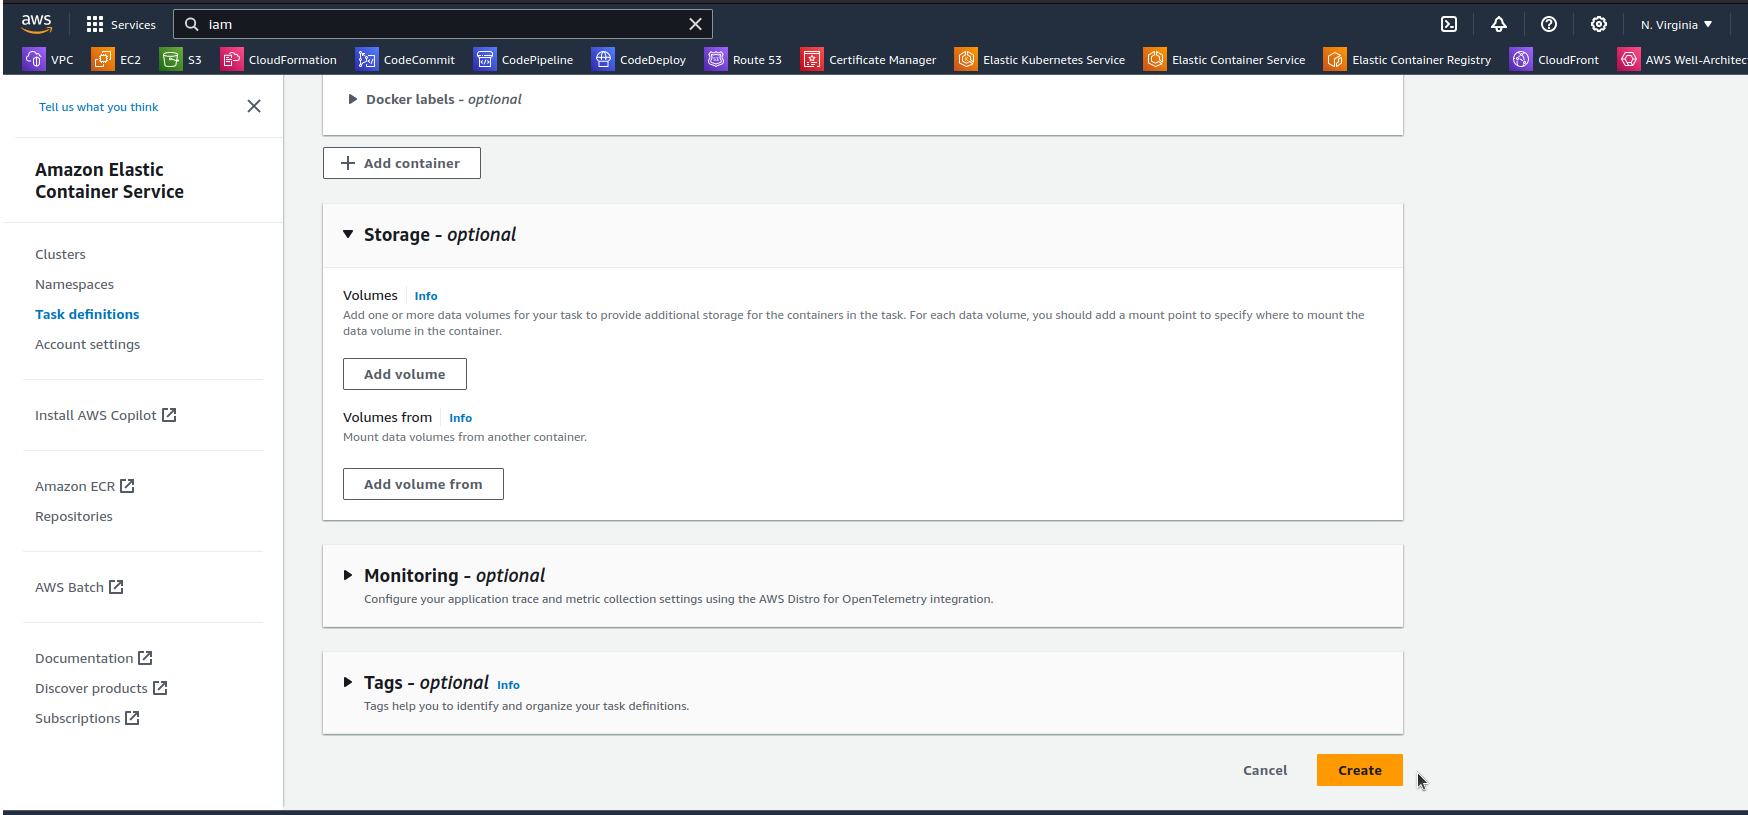 aws
Services
iam
N. Virginia
VPC
EC2
S3
CloudFormation
CodeCommit
CodePipeline
CodeDeploy
Route 53
Certificate Manager
Elastic Kubernetes Service
Elastic Container Service
Elastic Container Registry
CloudFront
AWS Well-Architec
Tell us what you think
Amazon Elastic
Container Service
Clusters
Namespaces
Task definitions
Account settings
Install AWS Copilot
Amazon ECR
Repositories
AWS Batch
Documentation
Discover products
Subscriptions
Docker labels - optional
Add container
Storage - optional
Volumes
Info
Add one or more data volumes for your task to provide additional storage for the containers in the task. For each data volume, you should add a mount point to specify where to mount the
data volume in the container.
Add volume
Volumes from
Info
Mount data volumes from another container.
Add volume from
Monitoring - optional
Configure your application trace and metric collection settings using the AWS Distro for OpenTelemetry integration.
Tags - optional Info
Tags help you to identify and organize your task definitions.
Cancel
Create